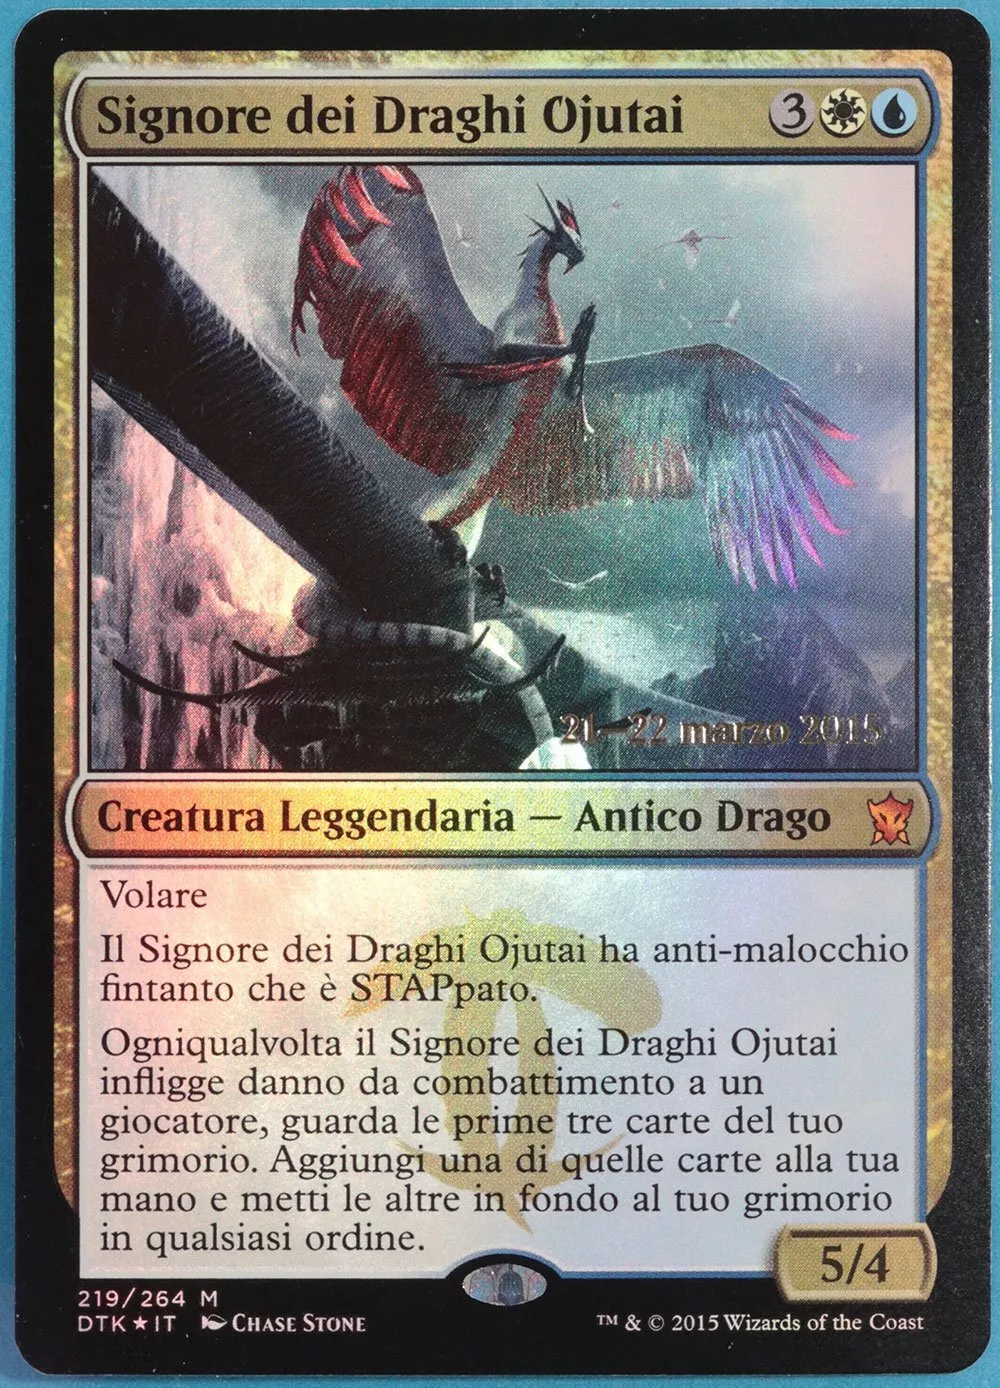 Signore dei Draghi Ojutai 3
21–22 marzo 2015
Creatura Leggendaria — Antico Drago
Volare
Il Signore dei Draghi Ojutai ha anti-malocchio
fintanto che è STAPpato.
Ogniqualvolta il Signore dei Draghi Ojutai
infligge danno da combattimento a un
giocatore, guarda le prime tre carte del tuo
grimorio. Aggiungi una di quelle carte alla tua
mano e metti le altre in fondo al tuo grimorio
in qualsiasi ordine.
5/4
219/264 M
DTK★IT Chase Stone
™ & © 2015 Wizards of the Coast